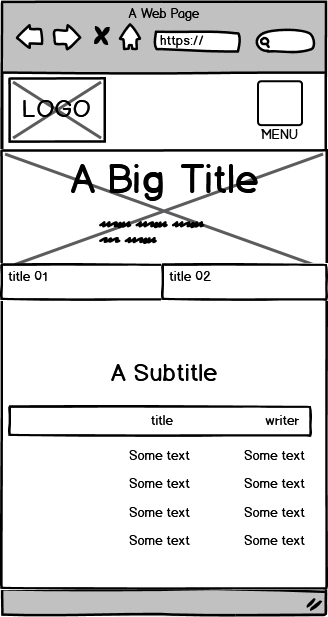 A Web Page
https://
LOGO
MENU
A Big Title
title 01
title 02
A Subtitle
title writer
Some text Some text
Some text Some text
Some text Some text
Some text Some text